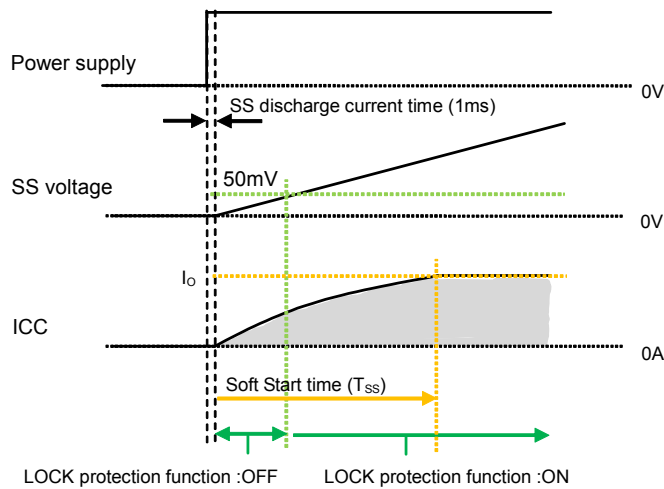 Power supply
0V
SS discharge current time (1ms)
50mV
SS voltage
0V
IO
ICC
0A
Soft Start time (TSS)
LOCK protection function :OFF
LOCK protection function :ON